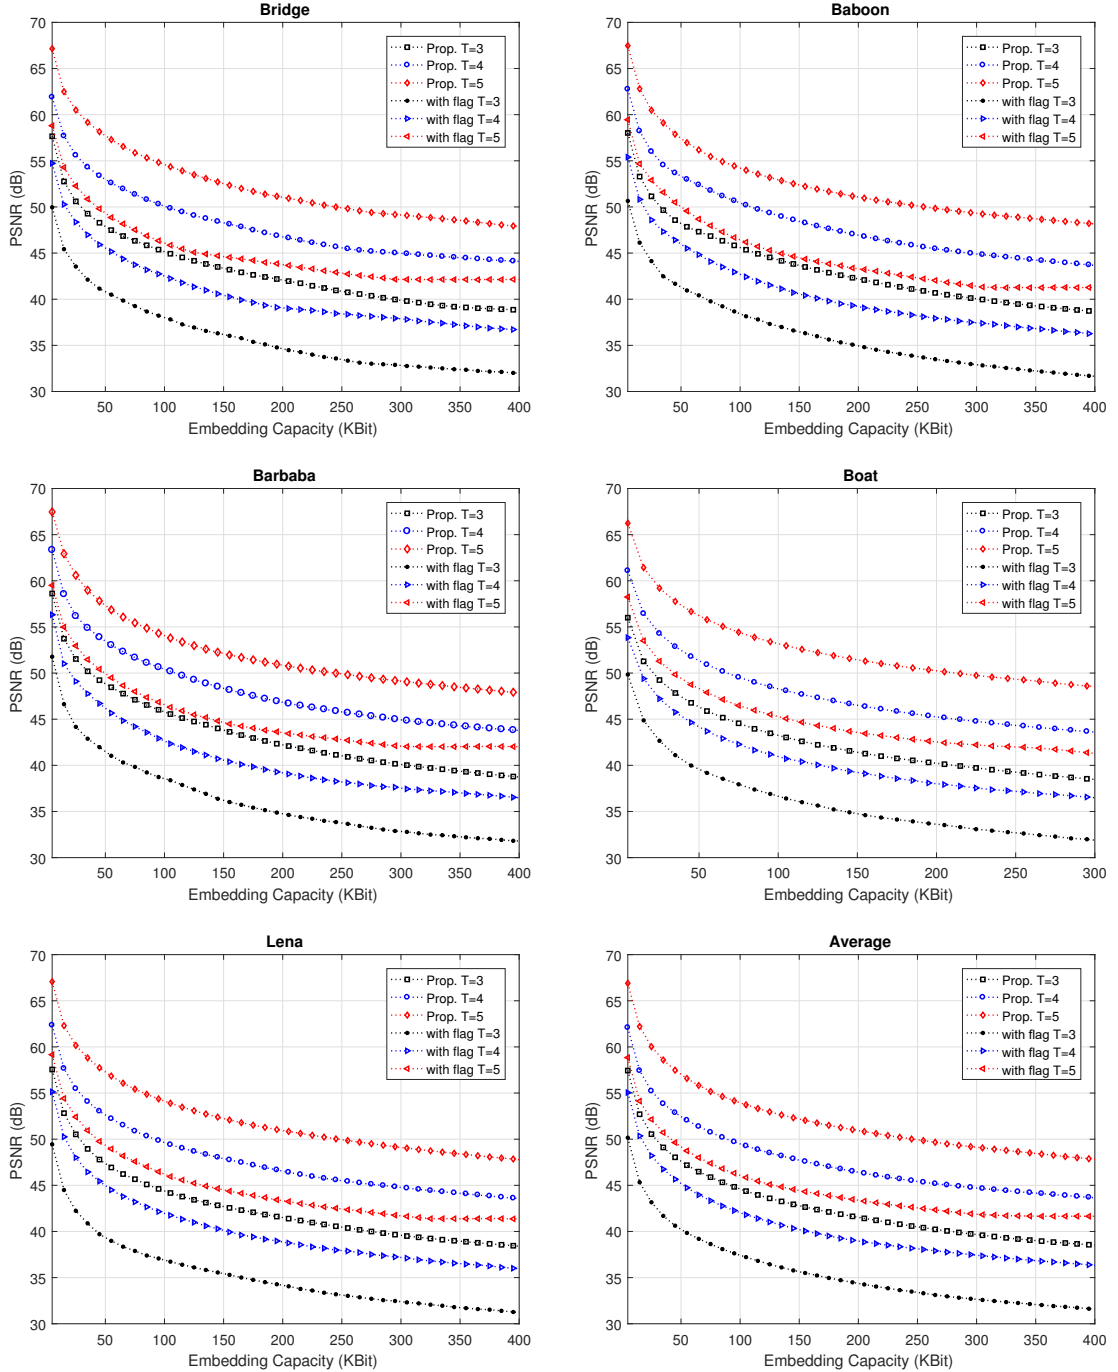 Bridge
70
65
60
55
50
45
40
35
30
PSNR (dB)
Prop. T=3
Prop. T=4
Prop. T=5
with flag T=3
with flag T=4
with flag T=5
50 100 150 200 250 300 350 400
Embedding Capacity (KBit)
Baboon
70
65
60
55
50
45
40
35
30
PSNR (dB)
Prop. T=3
Prop. T=4
Prop. T=5
with flag T=3
with flag T=4
with flag T=5
50 100 150 200 250 300 350 400
Embedding Capacity (KBit)
Barbaba
70
65
60
55
50
45
40
35
30
PSNR (dB)
Prop. T=3
Prop. T=4
Prop. T=5
with flag T=3
with flag T=4
with flag T=5
50 100 150 200 250 300 350 400
Embedding Capacity (KBit)
Boat
70
65
60
55
50
45
40
35
30
PSNR (dB)
Prop. T=3
Prop. T=4
Prop. T=5
with flag T=3
with flag T=4
with flag T=5
50 100 150 200 250 300
Embedding Capacity (KBit)
Lena
70
65
60
55
50
45
40
35
30
PSNR (dB)
Prop. T=3
Prop. T=4
Prop. T=5
with flag T=3
with flag T=4
with flag T=5
50 100 150 200 250 300 350 400
Embedding Capacity (KBit)
Average
70
65
60
55
50
45
40
35
30
PSNR (dB)
Prop. T=3
Prop. T=4
Prop. T=5
with flag T=3
with flag T=4
with flag T=5
50 100 150 200 250 300 350 400
Embedding Capacity (KBit)